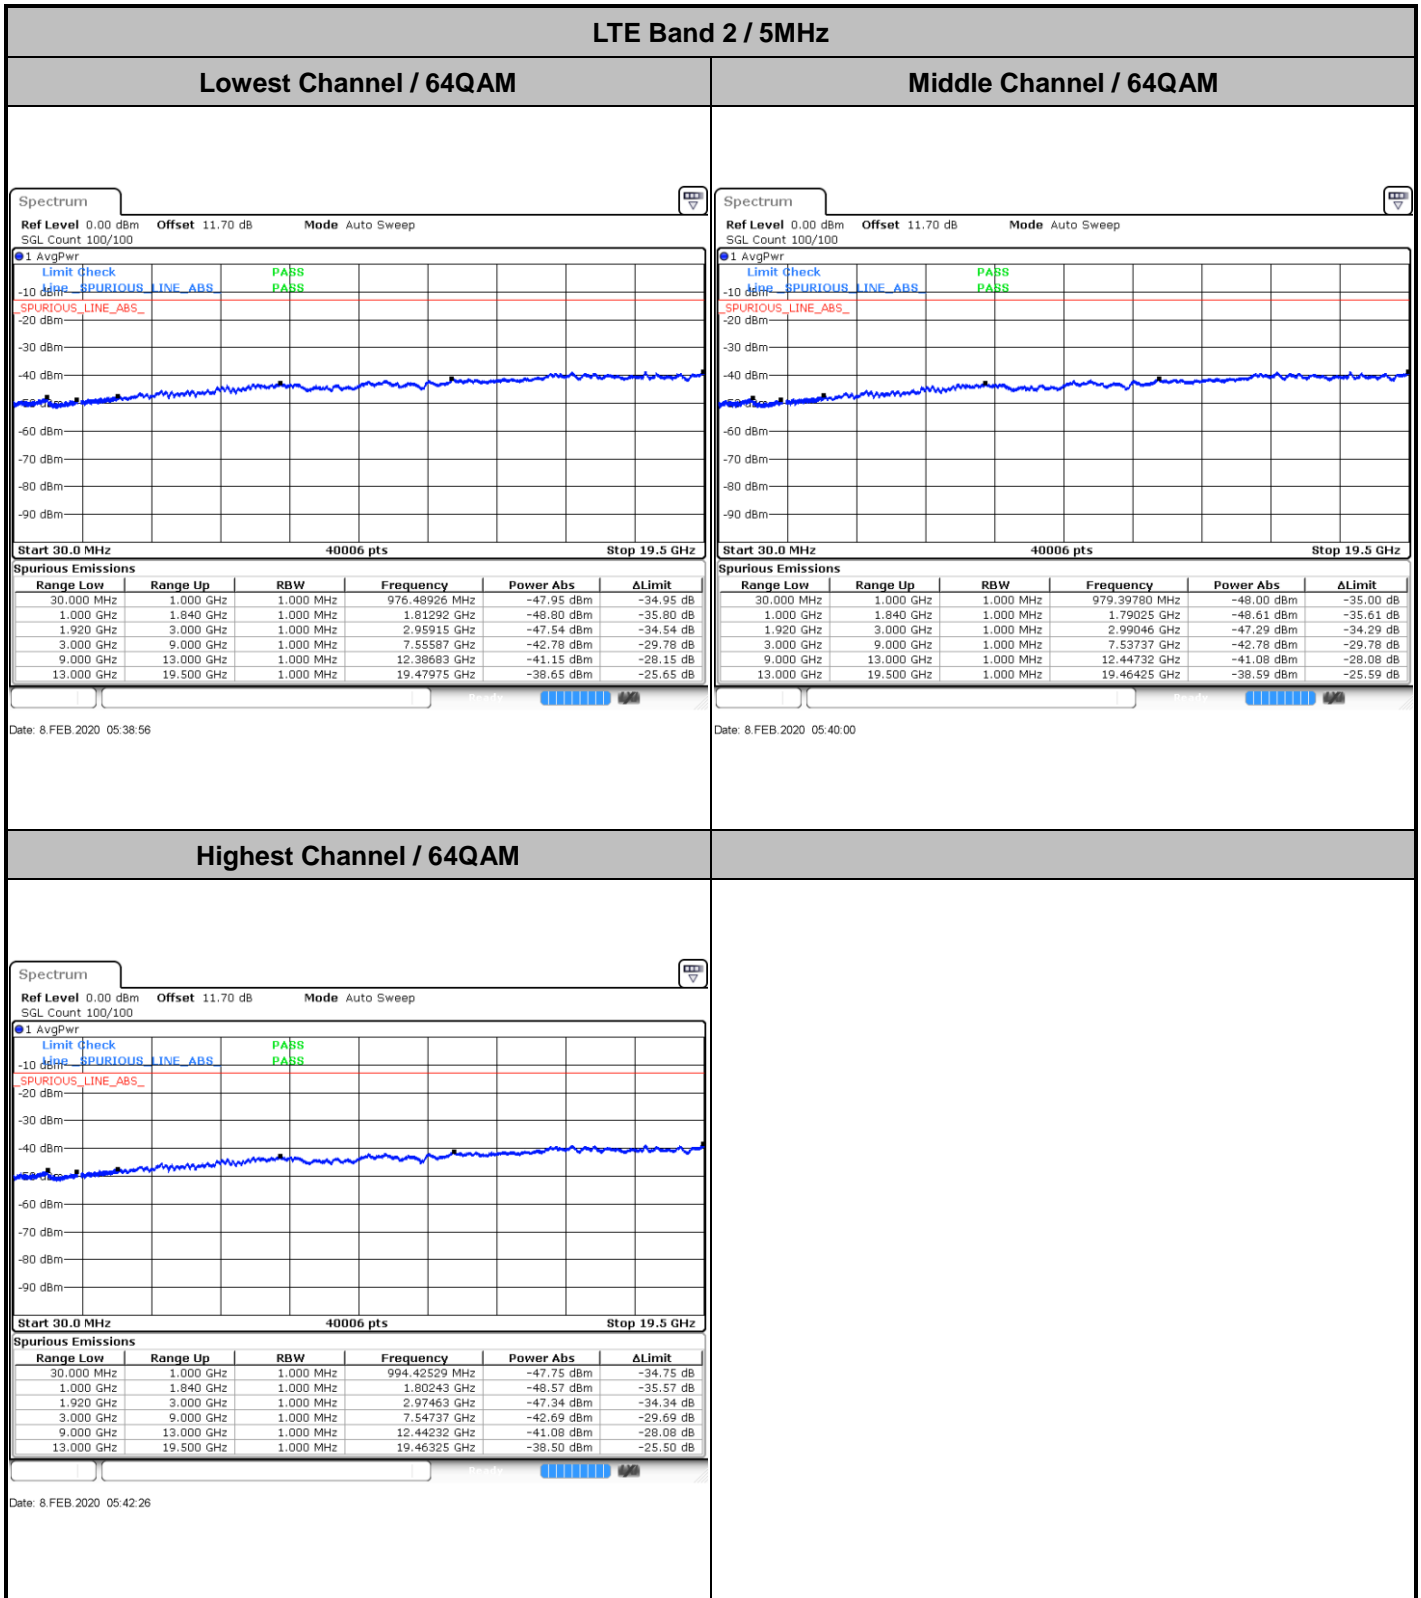 LTE Band 2 / 5MHz
Lowest Channel / 64QAM
Middle Channel / 64QAM
Spectrum
Ref Level 0.00 dBm Offset 11.70 dB Mode Auto Sweep
SGL Count 100/100
1 AvgPwr
Limit Check PASS
Line _SPURIOUS_LINE_ABS_ PASS
-10 dBm
_SPURIOUS_LINE_ABS_
-20 dBm
-30 dBm
-40 dBm
-50 dBm
-60 dBm
-70 dBm
-80 dBm
-90 dBm
Start 30.0 MHz 40006 pts Stop 19.5 GHz
Spurious Emissions
Range Low Range Up RBW Frequency Power Abs ΔLimit
30.000 MHz 1.000 GHz 1.000 MHz 976.48926 MHz -47.95 dBm -34.95 dB
1.000 GHz 1.840 GHz 1.000 MHz 1.81292 GHz -48.80 dBm -35.80 dB
1.920 GHz 3.000 GHz 1.000 MHz 2.95915 GHz -47.54 dBm -34.54 dB
3.000 GHz 9.000 GHz 1.000 MHz 7.55587 GHz -42.78 dBm -29.78 dB
9.000 GHz 13.000 GHz 1.000 MHz 12.38683 GHz -41.15 dBm -28.15 dB
13.000 GHz 19.500 GHz 1.000 MHz 19.47975 GHz -38.65 dBm -25.65 dB
Ready
Date: 8.FEB.2020 05:38:56
Spectrum
Ref Level 0.00 dBm Offset 11.70 dB Mode Auto Sweep
SGL Count 100/100
1 AvgPwr
Limit Check PASS
Line _SPURIOUS_LINE_ABS_ PASS
-10 dBm
_SPURIOUS_LINE_ABS_
-20 dBm
-30 dBm
-40 dBm
-50 dBm
-60 dBm
-70 dBm
-80 dBm
-90 dBm
Start 30.0 MHz 40006 pts Stop 19.5 GHz
Spurious Emissions
Range Low Range Up RBW Frequency Power Abs ΔLimit
30.000 MHz 1.000 GHz 1.000 MHz 979.39780 MHz -48.00 dBm -35.00 dB
1.000 GHz 1.840 GHz 1.000 MHz 1.79025 GHz -48.61 dBm -35.61 dB
1.920 GHz 3.000 GHz 1.000 MHz 2.99046 GHz -47.29 dBm -34.29 dB
3.000 GHz 9.000 GHz 1.000 MHz 7.53737 GHz -42.78 dBm -29.78 dB
9.000 GHz 13.000 GHz 1.000 MHz 12.44732 GHz -41.08 dBm -28.08 dB
13.000 GHz 19.500 GHz 1.000 MHz 19.46425 GHz -38.59 dBm -25.59 dB
Ready
Date: 8.FEB.2020 05:40:00
Highest Channel / 64QAM
Spectrum
Ref Level 0.00 dBm Offset 11.70 dB Mode Auto Sweep
SGL Count 100/100
1 AvgPwr
Limit Check PASS
Line _SPURIOUS_LINE_ABS_ PASS
-10 dBm
_SPURIOUS_LINE_ABS_
-20 dBm
-30 dBm
-40 dBm
-50 dBm
-60 dBm
-70 dBm
-80 dBm
-90 dBm
Start 30.0 MHz 40006 pts Stop 19.5 GHz
Spurious Emissions
Range Low Range Up RBW Frequency Power Abs ΔLimit
30.000 MHz 1.000 GHz 1.000 MHz 994.42529 MHz -47.75 dBm -34.75 dB
1.000 GHz 1.840 GHz 1.000 MHz 1.80243 GHz -48.57 dBm -35.57 dB
1.920 GHz 3.000 GHz 1.000 MHz 2.97463 GHz -47.34 dBm -34.34 dB
3.000 GHz 9.000 GHz 1.000 MHz 7.54737 GHz -42.69 dBm -29.69 dB
9.000 GHz 13.000 GHz 1.000 MHz 12.44232 GHz -41.08 dBm -28.08 dB
13.000 GHz 19.500 GHz 1.000 MHz 19.46325 GHz -38.50 dBm -25.50 dB
Ready
Date: 8.FEB.2020 05:42:26